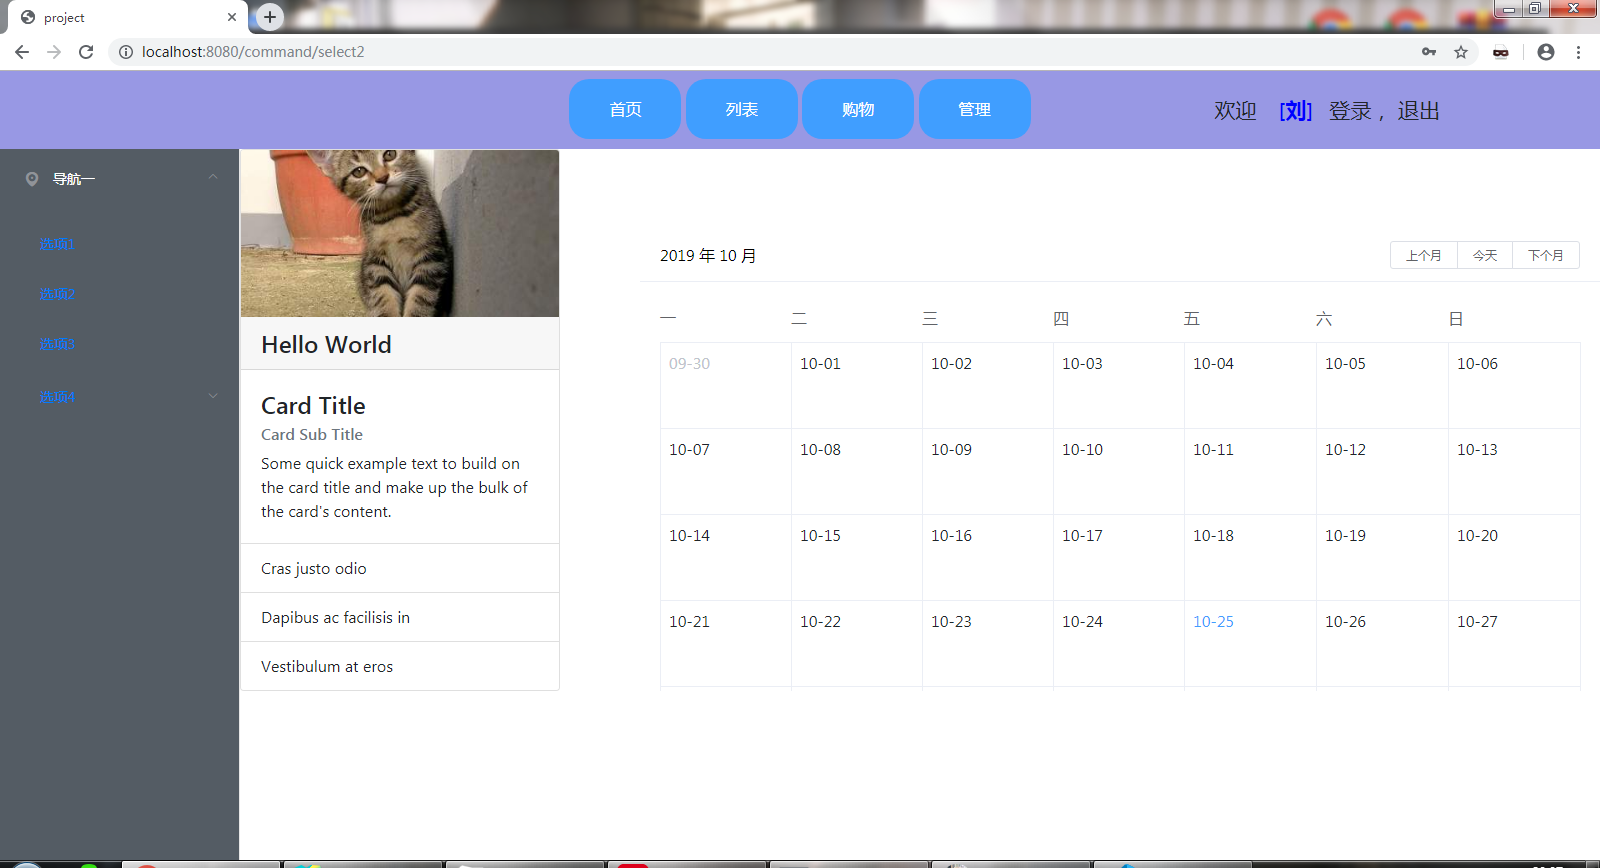 project
localhost:8080/command/select2
首页 列表 购物 管理 欢迎 [刘] 登录， 退出
导航一
选项1
选项2
选项3
选项4
Hello World
Card Title
Card Sub Title
Some quick example text to build on
the card title and make up the bulk of
the card's content.
Cras justo odio
Dapibus ac facilisis in
Vestibulum at eros
2019 年 10 月 上个月 今天 下个月
一 二 三 四 五 六 日
09-30 10-01 10-02 10-03 10-04 10-05 10-06
10-07 10-08 10-09 10-10 10-11 10-12 10-13
10-14 10-15 10-16 10-17 10-18 10-19 10-20
10-21 10-22 10-23 10-24 10-25 10-26 10-27